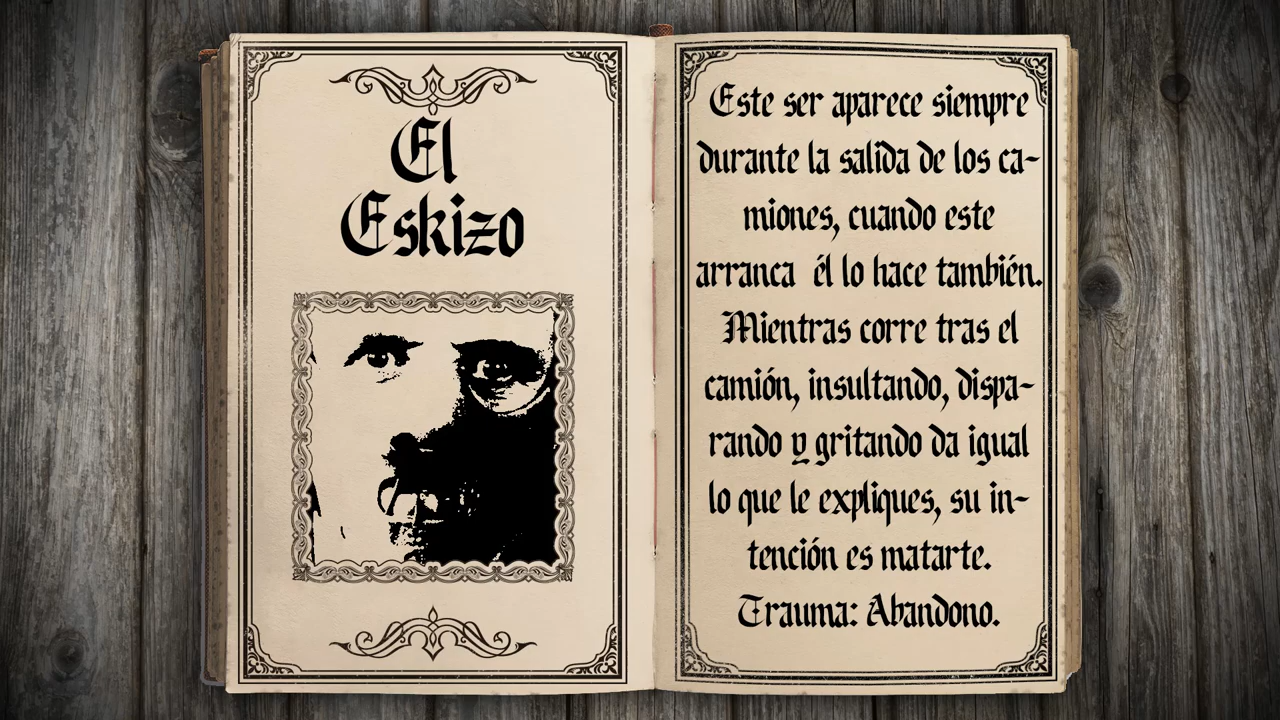 El
Eskizo
Este ser aparece siempre
durante la salida de los ca-
miones, cuando este
arranca él lo hace también.
Mientras corre tras el
camión, insultando, dispa-
rando y gritando da igual
lo que le expliques, su in-
tención es matarte.
Trauma: Abandono.